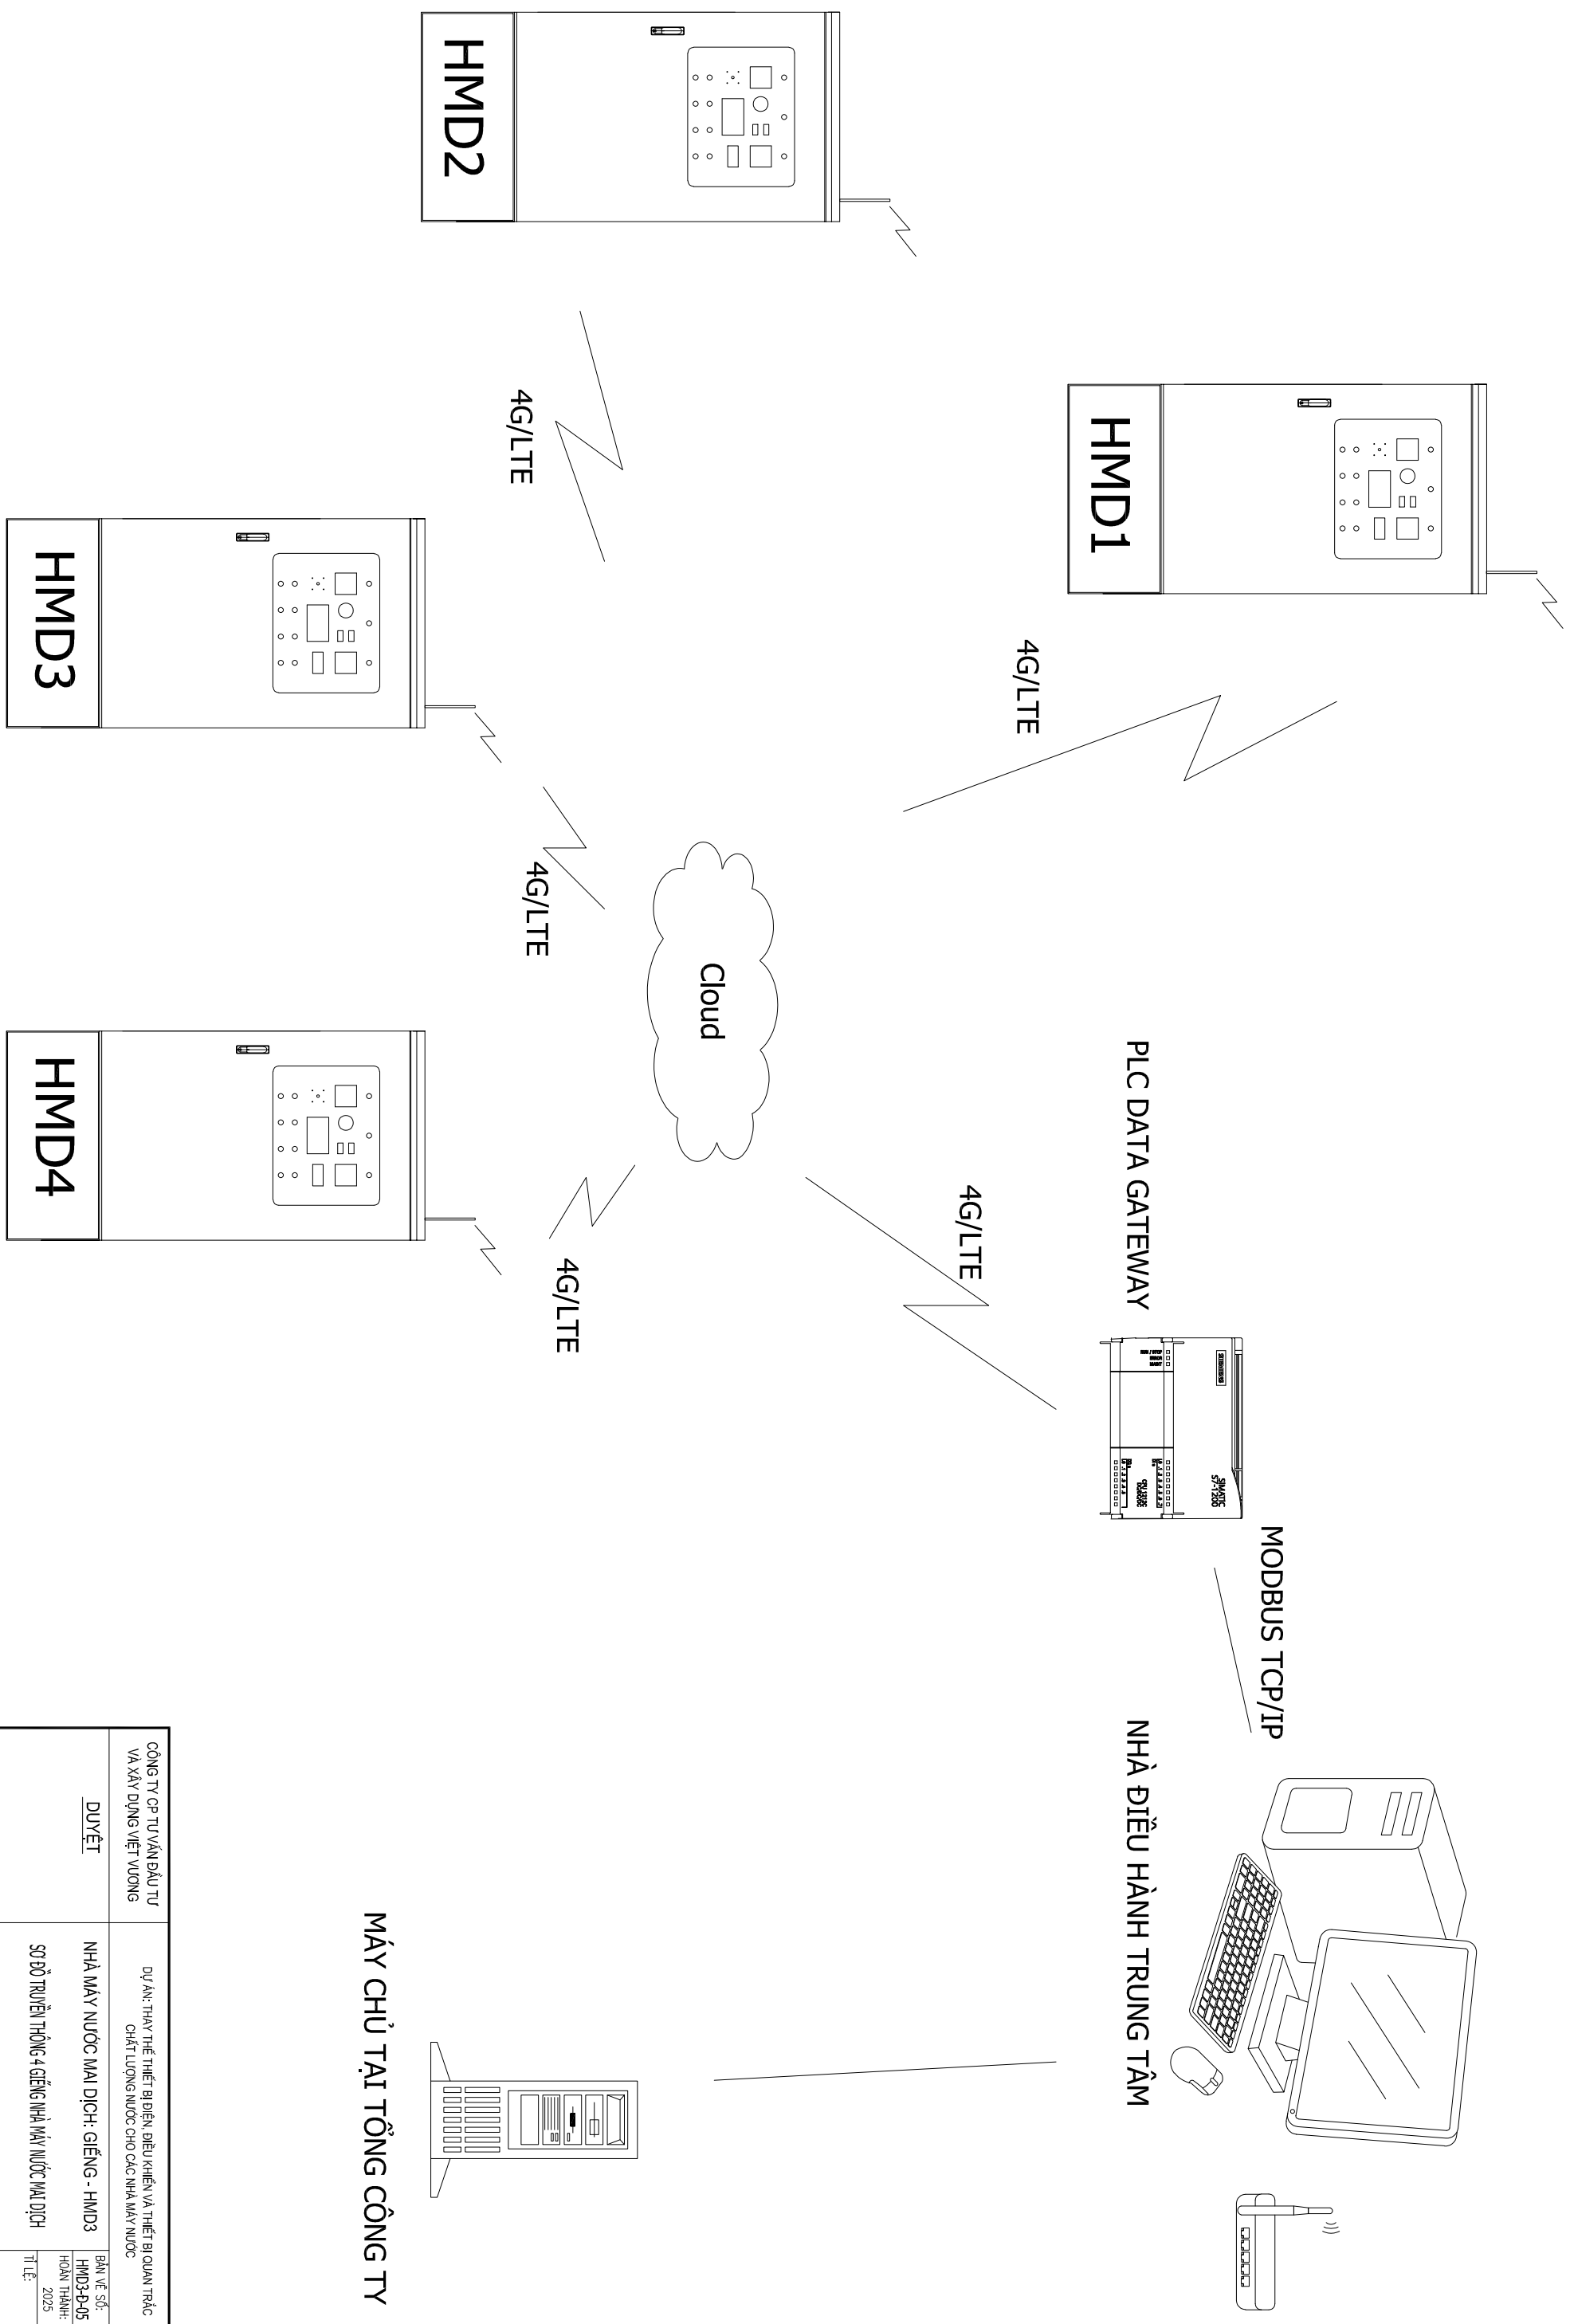 HMD1
4G/LTE
HMD2
4G/LTE
HMD3
4G/LTE
HMD4
4G/LTE
Cloud
4G/LTE
PLC DATA GATEWAY
SIEMENS
SIMATIC
S7-1200
RUN / STOP
ERROR
MAINT
MODBUS TCP/IP
NHÀ ĐIỀU HÀNH TRUNG TÂM
MÁY CHỦ TẠI TỔNG CÔNG TY
CÔNG TY CP TƯ VẤN ĐẦU TƯ
VÀ XÂY DỰNG VIỆT VƯƠNG
DUYỆT
DỰ ÁN: THAY THẾ THIẾT BỊ ĐIỆN, ĐIỀU KHIỂN VÀ THIẾT BỊ QUAN TRẮC
CHẤT LƯỢNG NƯỚC CHO CÁC NHÀ MÁY NƯỚC
NHÀ MÁY NƯỚC MAI DỊCH: GIẾNG - HMD3
SƠ ĐỒ TRUYỀN THÔNG 4 GIẾNG NHÀ MÁY NƯỚC MAI DỊCH
BẢN VẼ SỐ:
HMD3-Đ-05
HOÀN THÀNH:
2025
TỈ LỆ: